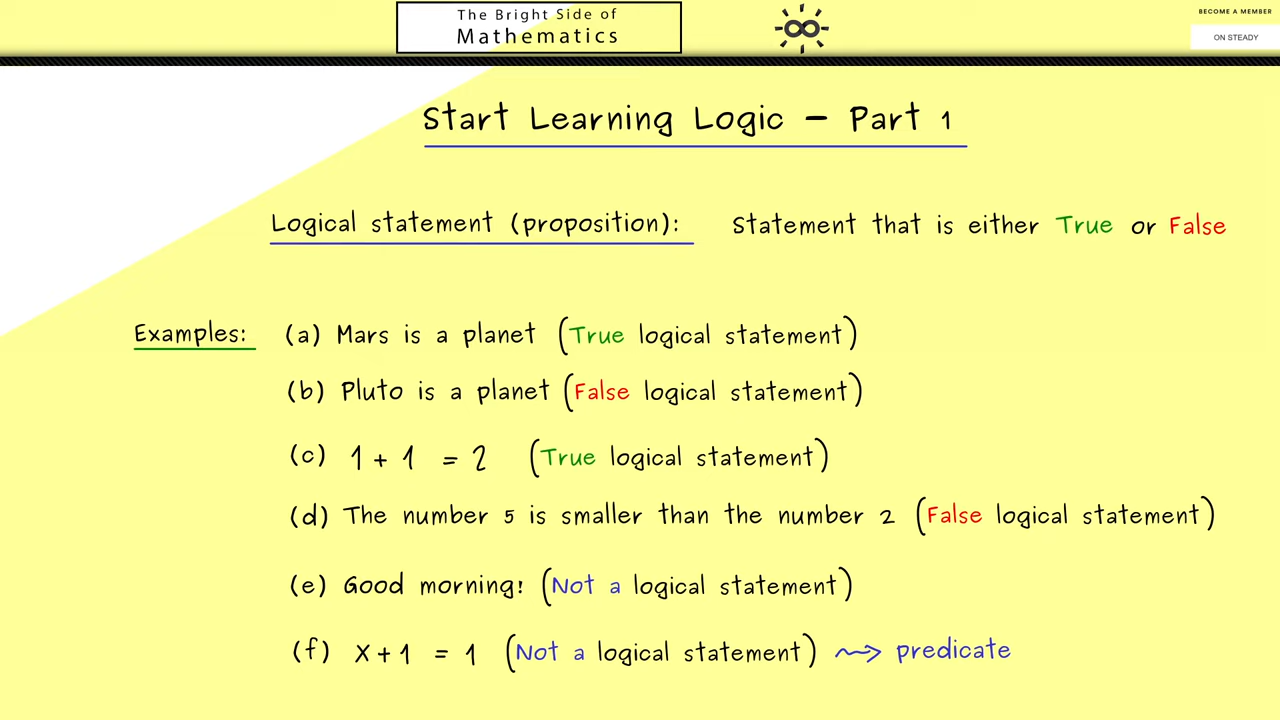 The Bright Side of
Mathematics
BECOME A MEMBER
ON STEADY
Start Learning Logic – Part 1
Logical statement (proposition): Statement that is either True or False
Examples: (a) Mars is a planet (True logical statement)
(b) Pluto is a planet (False logical statement)
(c) 1 + 1 = 2 (True logical statement)
(d) The number 5 is smaller than the number 2 (False logical statement)
(e) Good morning! (Not a logical statement)
(f) x + 1 = 1 (Not a logical statement) ⇝ predicate